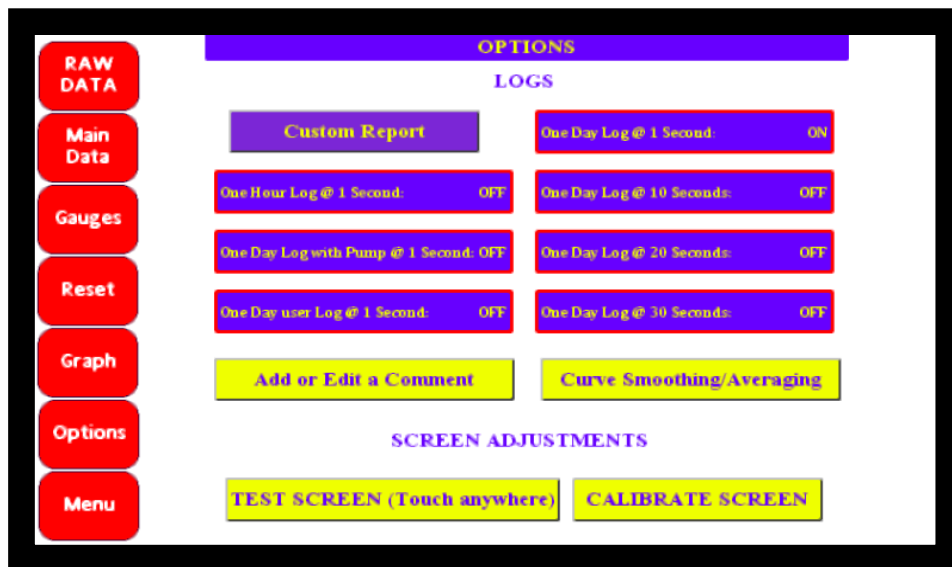 RAW
DATA
Main
Data
Gauges
Reset
Graph
Options
Menu
OPTIONS
LOGS
Custom Report
One Day Log @ 1 Second: ON
One Hour Log @ 1 Second: OFF
One Day Log @ 10 Seconds: OFF
One Day Log with Pump @ 1 Second: OFF
One Day Log @ 20 Seconds: OFF
One Day user Log @ 1 Second: OFF
One Day Log @ 30 Seconds: OFF
Add or Edit a Comment
Curve Smoothing/Averaging
SCREEN ADJUSTMENTS
TEST SCREEN (Touch anywhere)
CALIBRATE SCREEN